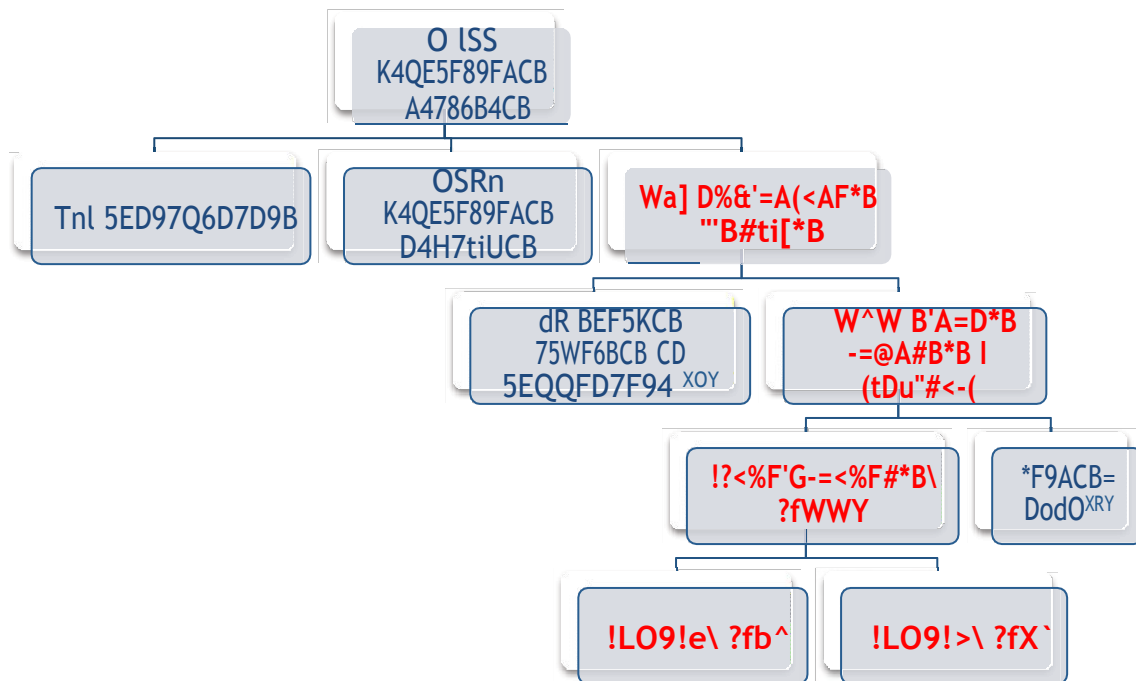 O lSS
K4QE5F89FACB
A4786B4CB
Tnl 5ED97Q6D7D9B
OSRn
K4QE5F89FACB
D4H7tiUCB
Wa] D%&'=A(<AF*B
"'B#ti[*B
dR BEF5KCB
75WF6BCB CD
5EQQFD7F94 XOY
W^W B'A=D*B
-=@A#B*B I
(tDu"#<-(
!?<%F'G-=<%F#*B\
?fWWY
*F9ACB=
DodOXRY
!LO9!e\ ?fb^
!LO9!>\ ?fX`